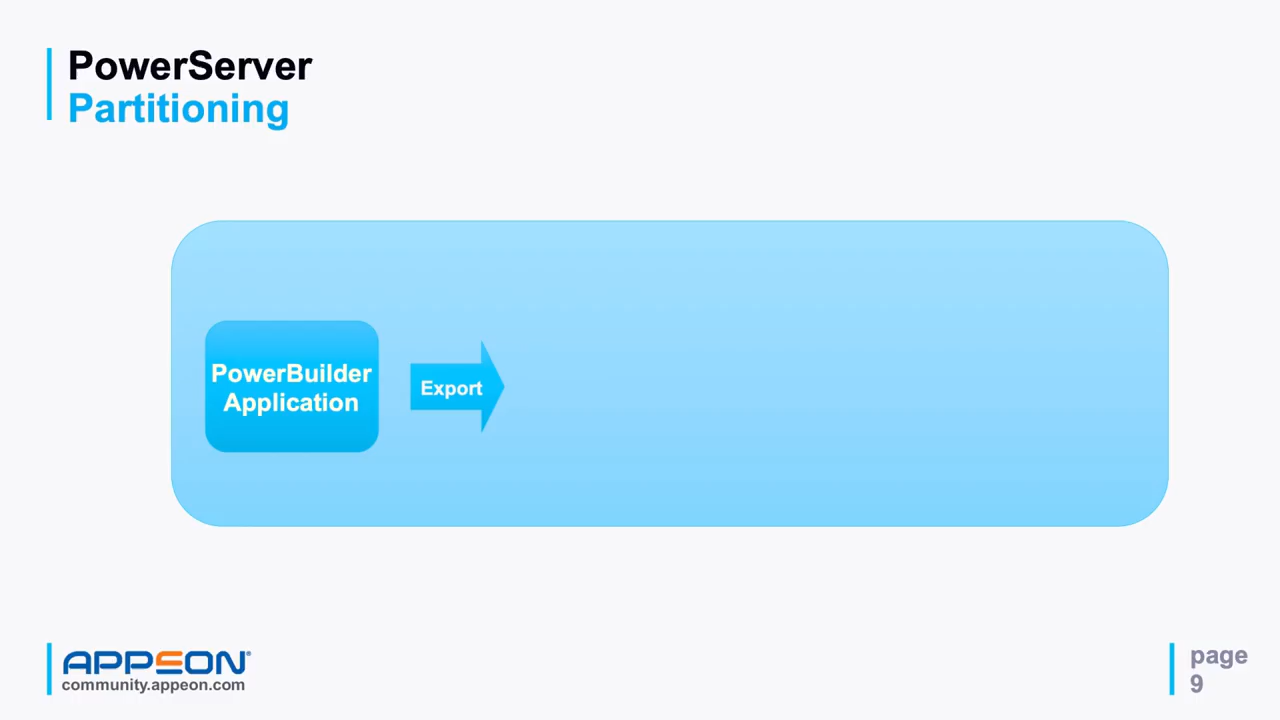 PowerServer
Partitioning
PowerBuilder
Application
Export
APPEON®
community.appeon.com
page
9